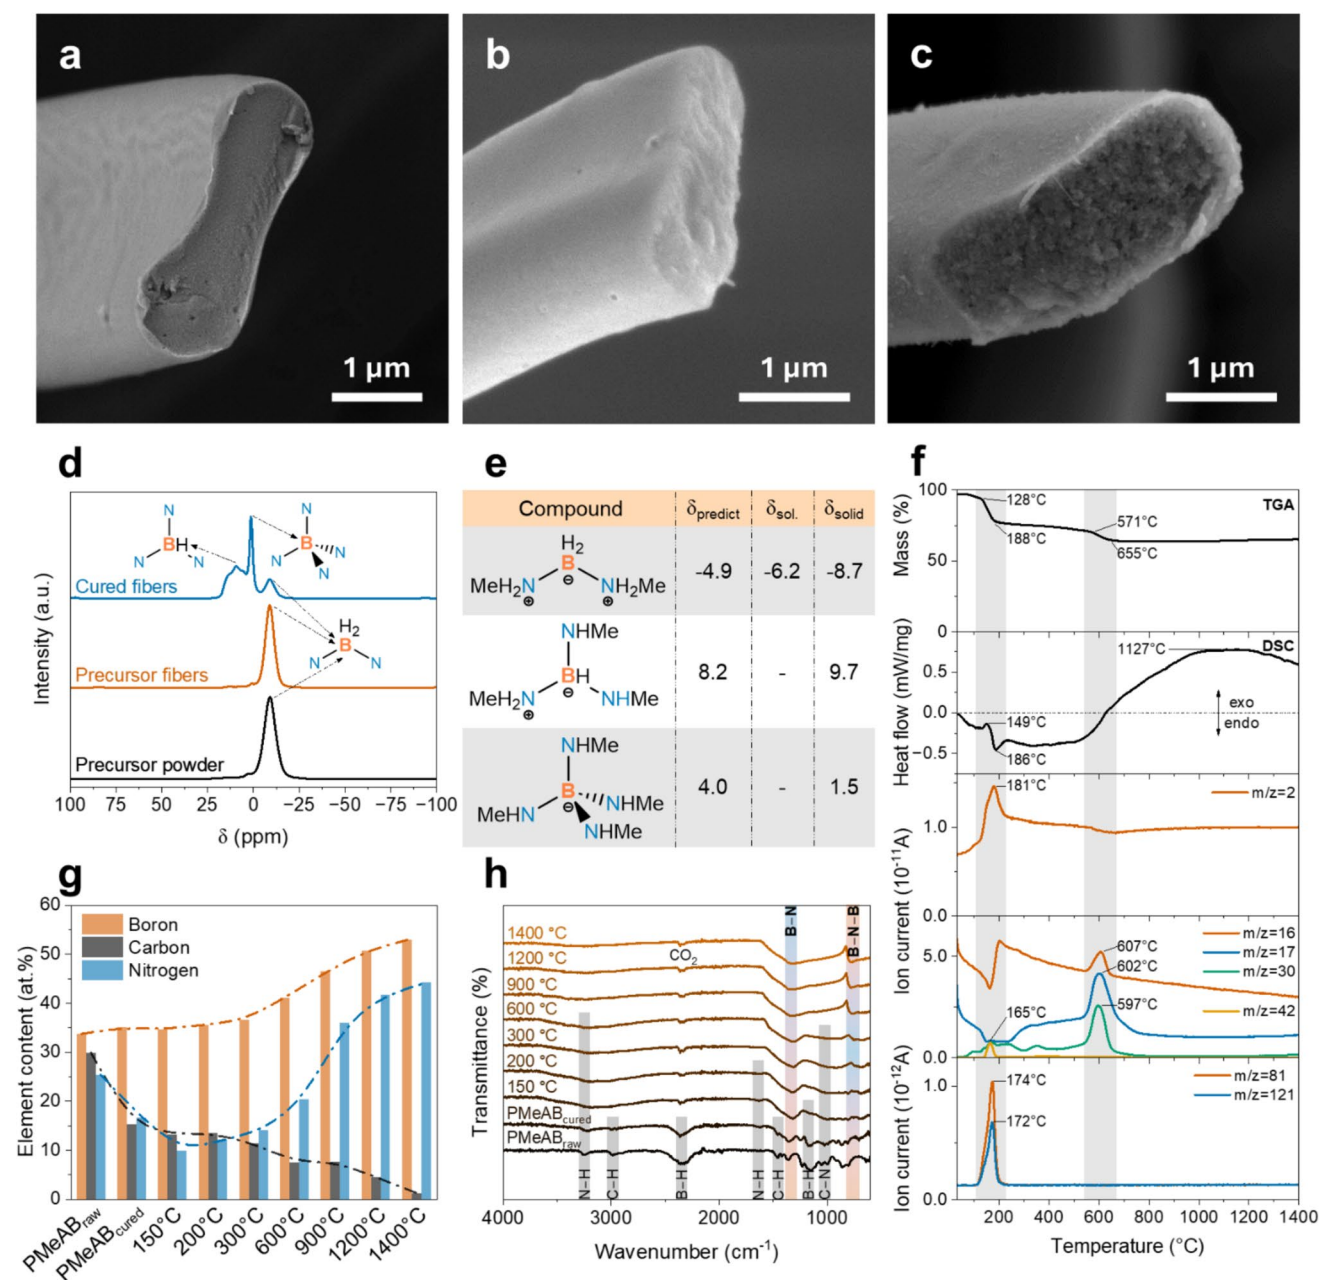 a
1 µm
b
1 µm
c
1 µm
d
N
BH
N
N
N
B
N
N
N
Cured fibers
H2
B
N
N
Precursor fibers
Precursor powder
Intensity (a.u.)
100 75 50 25 0 −25 −50 −75 −100
δ (ppm)
e
Compound δpredict δsol. δsolid
H2
B
⊖
MeH2N NH2Me
⊕ ⊕
-4.9 -6.2 -8.7
NHMe
BH
⊖
MeH2N NHMe
⊕
8.2 - 9.7
NHMe
B
⊖
MeHN NHMe
NHMe
4.0 - 1.5
f
100
50
0
Mass (%)
TGA
128°C
188°C
571°C
655°C
0.5
0.0
−0.5
Heat flow (mW/mg)
DSC
1127°C
149°C
186°C
exo
endo
181°C
m/z=2
1.0
0.0
Ion current (10-11A)
m/z=16
m/z=17
m/z=30
m/z=42
607°C
602°C
597°C
165°C
5.0
0.0
Ion current (10-12A)
m/z=81
m/z=121
174°C
172°C
1.0
0.0
200 400 600 800 1000 1200 1400
Temperature (°C)
g
60
50
40
30
20
10
0
Element content (at.%)
Boron
Carbon
Nitrogen
PMeABraw
PMeABcured
150°C
200°C
300°C
600°C
900°C
1200°C
1400°C
h
Transmittance (%)
1400 °C
1200 °C
900 °C
600 °C
300 °C
200 °C
150 °C
PMeABcured
PMeABraw
CO2
B−N
B−N−B
N−H
C−H
B−H
N−H
C−H
B−H
C−N
4000 3000 2000 1000
Wavenumber (cm-1)